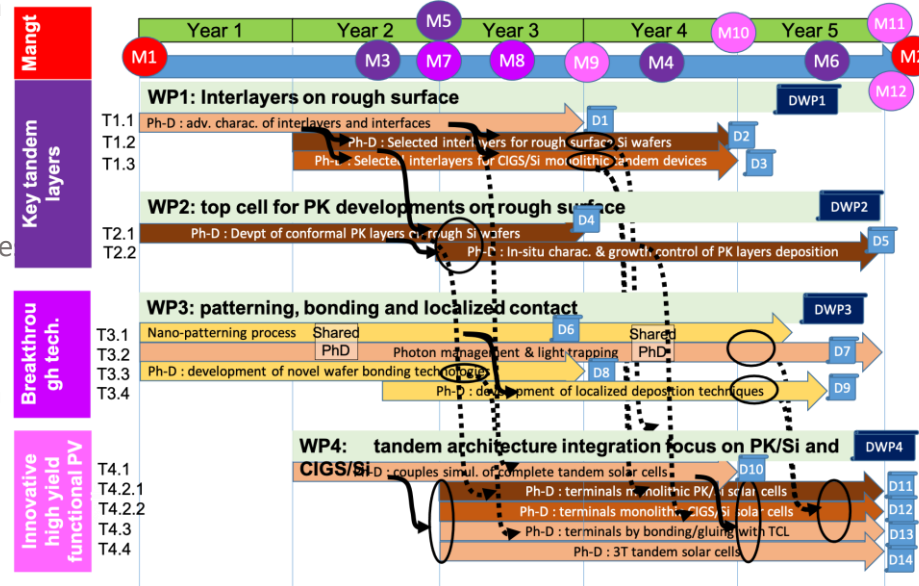 Mangt
Year 1
Year 2
Year 3
Year 4
Year 5
M1
M3
M5
M7
M8
M9
M4
M10
M6
M11
M2
M12
Key tandem
layers
WP1: Interlayers on rough surface
DWP1
T1.1
Ph-D : adv. charac. of interlayers and interfaces
D1
T1.2
Ph-D : Selected interlayers for rough surface Si wafers
D2
T1.3
Ph-D : Selected interlayers for CIGS/Si monolithic tandem devices
D3
WP2: top cell for PK developments on rough surface
DWP2
T2.1
Ph-D : Devpt of conformal PK layers on rough Si wafers
D4
T2.2
Ph-D : In-situ charac. & growth control of PK layers deposition
D5
Breakthrou
gh tech.
WP3: patterning, bonding and localized contact
DWP3
T3.1
Nano-patterning process
Shared
PhD
D6
Shared
PhD
T3.2
Photon management & light trapping
D7
T3.3
Ph-D : development of novel wafer bonding technologies
D8
T3.4
Ph-D : development of localized deposition techniques
D9
Innovative
high yield
functional PV
WP4: tandem architecture integration focus on PK/Si and
CIGS/Si
DWP4
T4.1
Ph-D : couples simul. of complete tandem solar cells
D10
T4.2.1
Ph-D : terminals monolithic PK/Si solar cells
D11
T4.2.2
Ph-D : terminals monolithic CIGS/Si solar cells
D12
T4.3
Ph-D : terminals by bonding/gluing with TCL
D13
T4.4
Ph-D : 3T tandem solar cells
D14